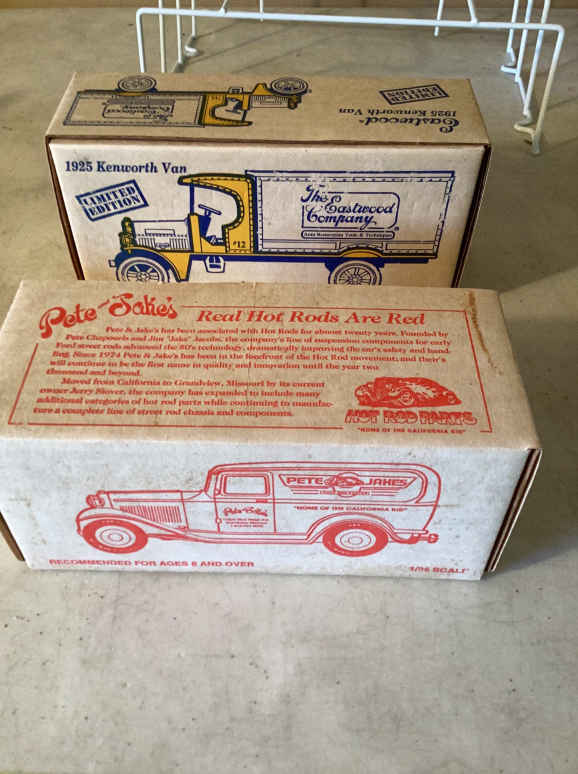 Eastwood
1925 Kenworth Van
LIMITED
EDITION
1925 Kenworth Van
LIMITED
EDITION
The
Eastwood
Company
Auto Restoration Tools & Techniques
#12
Pete and Jake's Real Hot Rods Are Red
Pete & Jake's has been associated with Hot Rods for almost twenty years. Founded by
Pete Chapouris and Jim "Jake" Jacobs, the company's line of suspension components for early
Ford street rods advanced the 80's technology, dramatically improving the car's safety and hand-
ling. Since 1974 Pete & Jake's has been in the forefront of the Hot Rod movement; and their's
will continue to be the first name in quality and innovation until the year two
thousand and beyond.
Moved from California to Grandview, Missouri by its current
owner Jerry Slover, the company has expanded to include many
additional categories of hot rod parts while continuing to manufac-
ture a complete line of street rod chassis and components.
HOT ROD PARTS
"HOME OF THE CALIFORNIA KID"
PETE JAKES
"HOME OF THE CALIFORNIA KID"
Pete & Jake's
RECOMMENDED FOR AGES 8 AND OVER